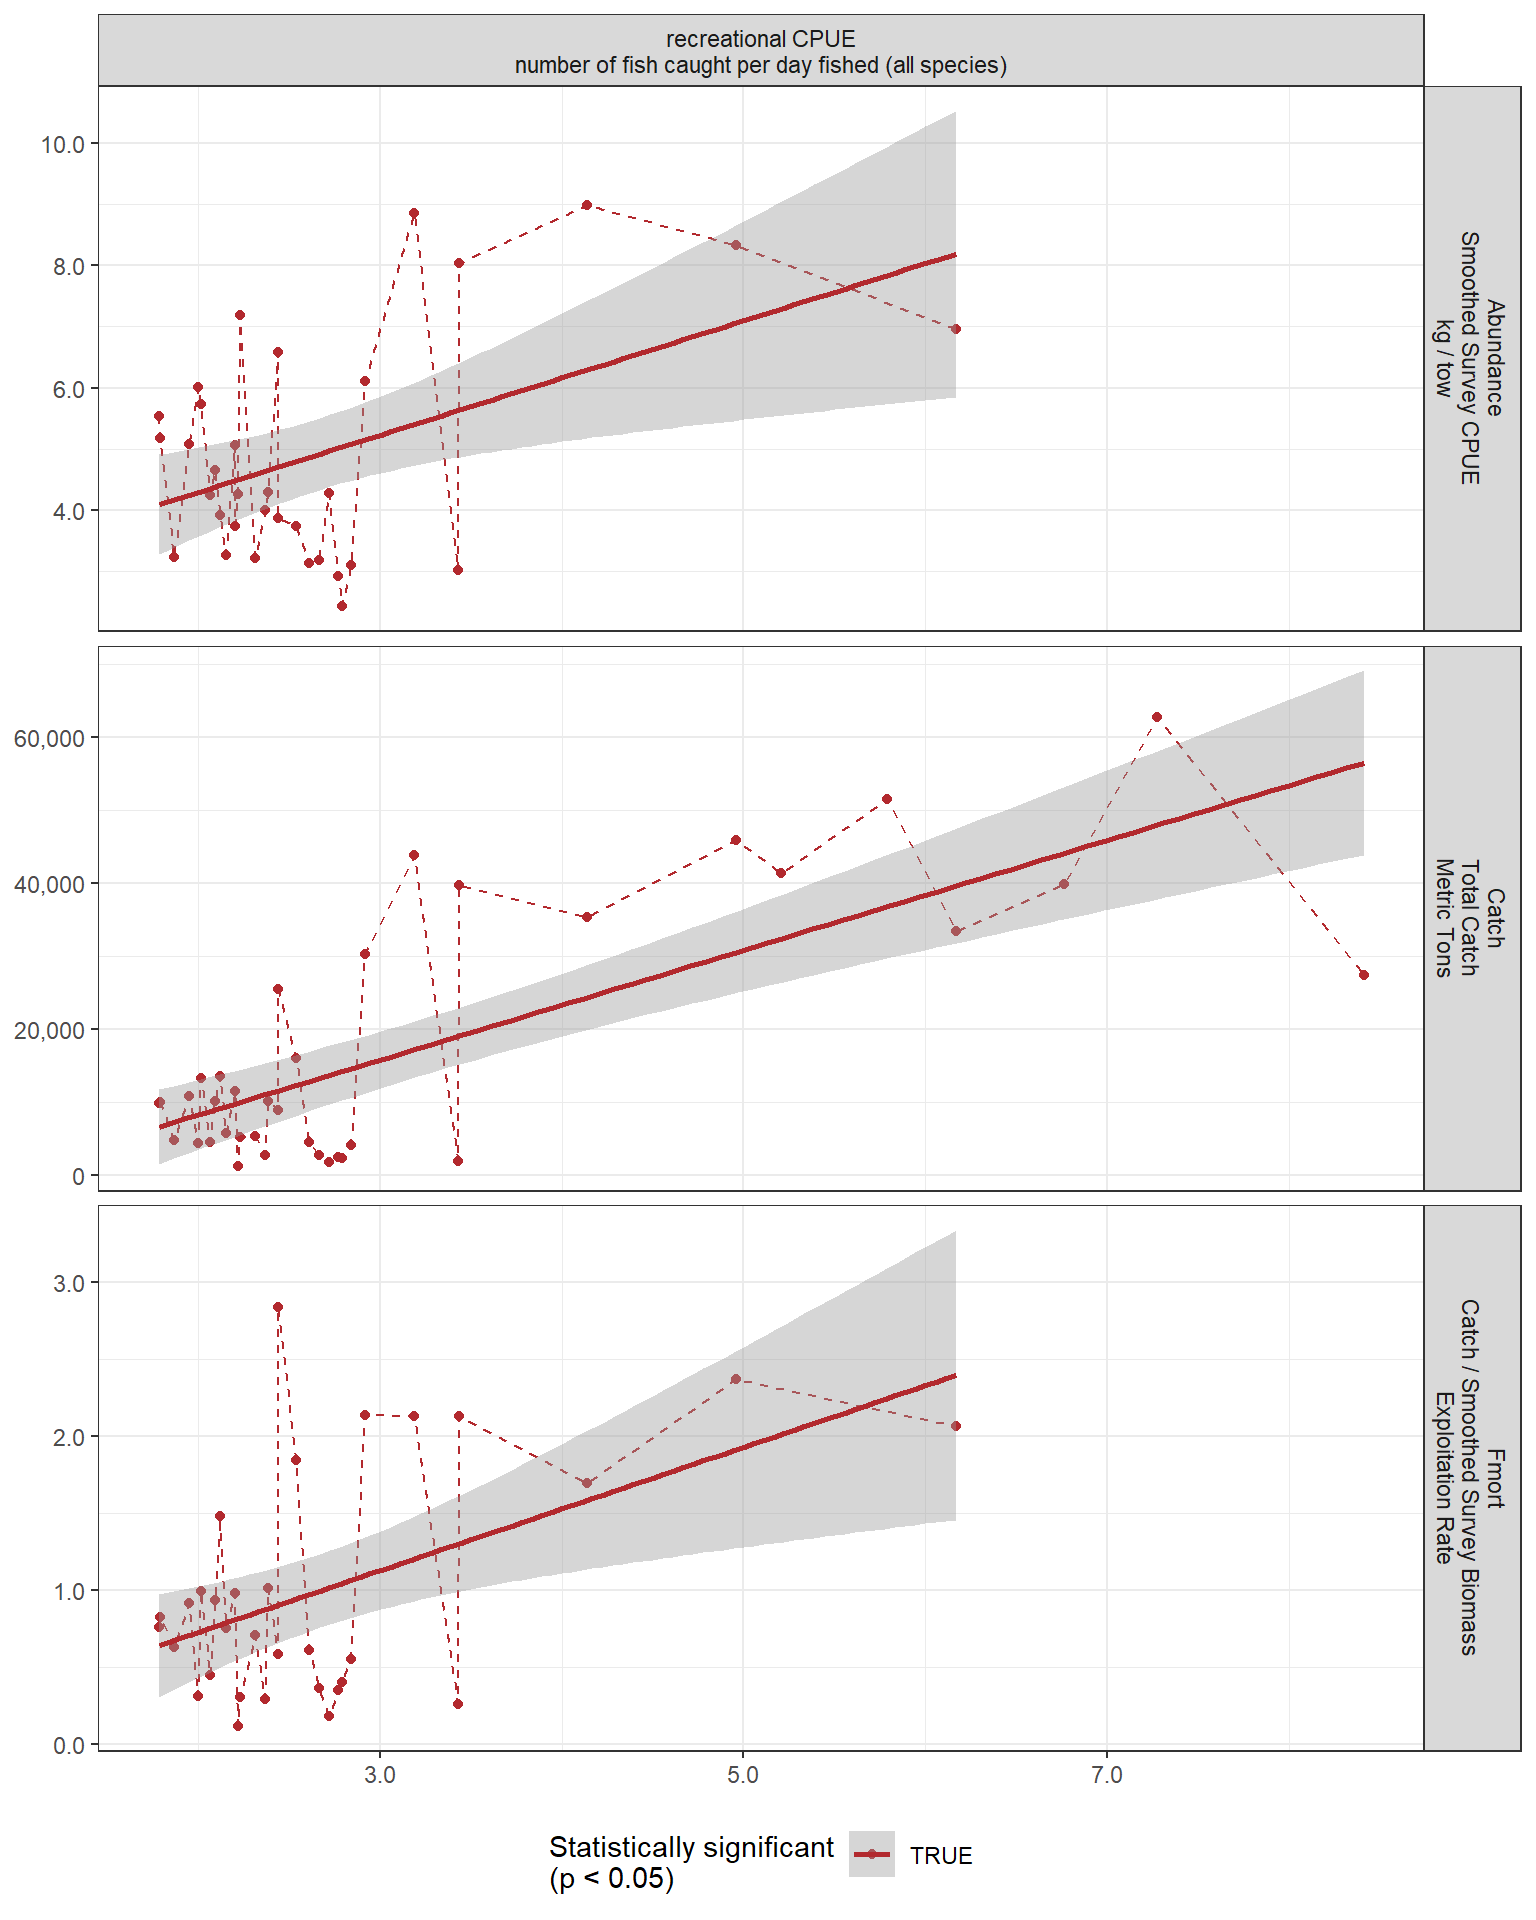 recreational CPUE
number of fish caught per day fished (all species)
10.0
8.0
6.0
4.0
Abundance
Smoothed Survey CPUE
kg / tow
60,000
40,000
20,000
0
Catch
Total Catch
Metric Tons
3.0
2.0
1.0
0.0
Fmort
Catch / Smoothed Survey Biomass
Exploitation Rate
3.0
5.0
7.0
Statistically significant
(p < 0.05)
TRUE